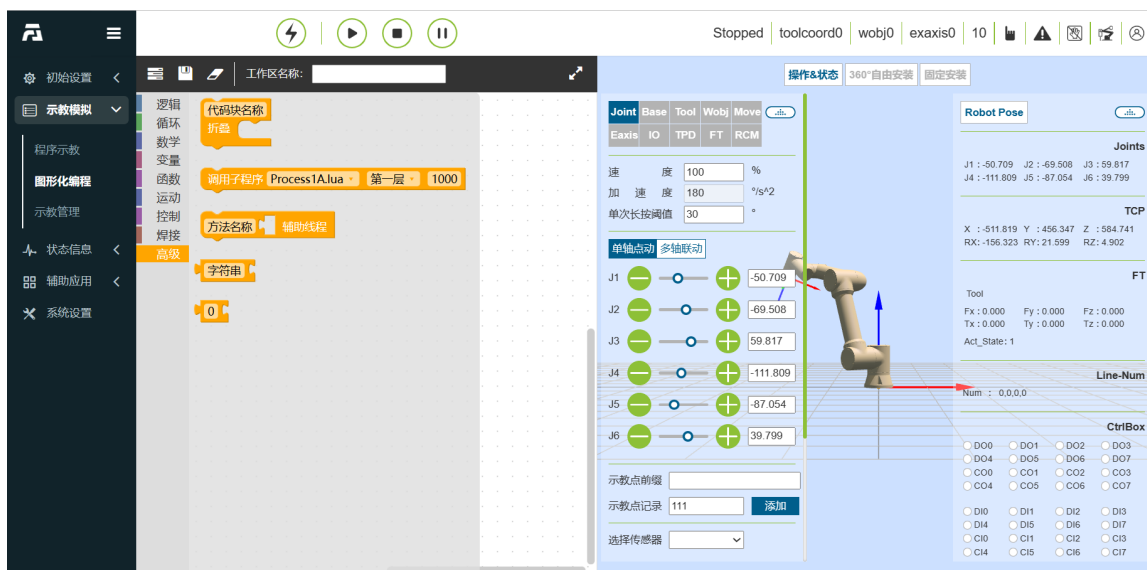 Stopped toolcoord0 wobj0 exaxis0 10
初始设置
示教模拟
程序示教
图形化编程
示教管理
状态信息
辅助应用
系统设置
工作区名称:
逻辑
循环
数学
变量
函数
运动
控制
焊接
高级
代码块名称
折叠
调用子程序 Process1A.lua 第一层 1000
方法名称 辅助线程
字符串
0
操作&状态 360°自由安装 固定安装
Joint Base Tool Wobj Move
Eaxis IO TPD FT RCM
速 度 100 %
加 速 度 180 °/s^2
单次长按阈值 30 °
单轴点动 多轴联动
J1 -50.709
J2 -69.508
J3 59.817
J4 -111.809
J5 -87.054
J6 39.799
示教点前缀
示教点记录 111 添加
选择传感器
Robot Pose
Joints
J1 : -50.709 J2 : -69.508 J3 : 59.817
J4 : -111.809 J5 : -87.054 J6 : 39.799
TCP
X : -511.819 Y : 456.347 Z : 584.741
RX: -156.323 RY: 21.599 RZ: 4.902
FT
Tool
Fx : 0.000 Fy : 0.000 Fz : 0.000
Tx : 0.000 Ty : 0.000 Tz : 0.000
Act_State: 1
Line-Num
Num : 0,0,0,0
CtrlBox
DO0 DO1 DO2 DO3
DO4 DO5 DO6 DO7
CO0 CO1 CO2 CO3
CO4 CO5 CO6 CO7
DI0 DI1 DI2 DI3
DI4 DI5 DI6 DI7
CI0 CI1 CI2 CI3
CI4 CI5 CI6 CI7